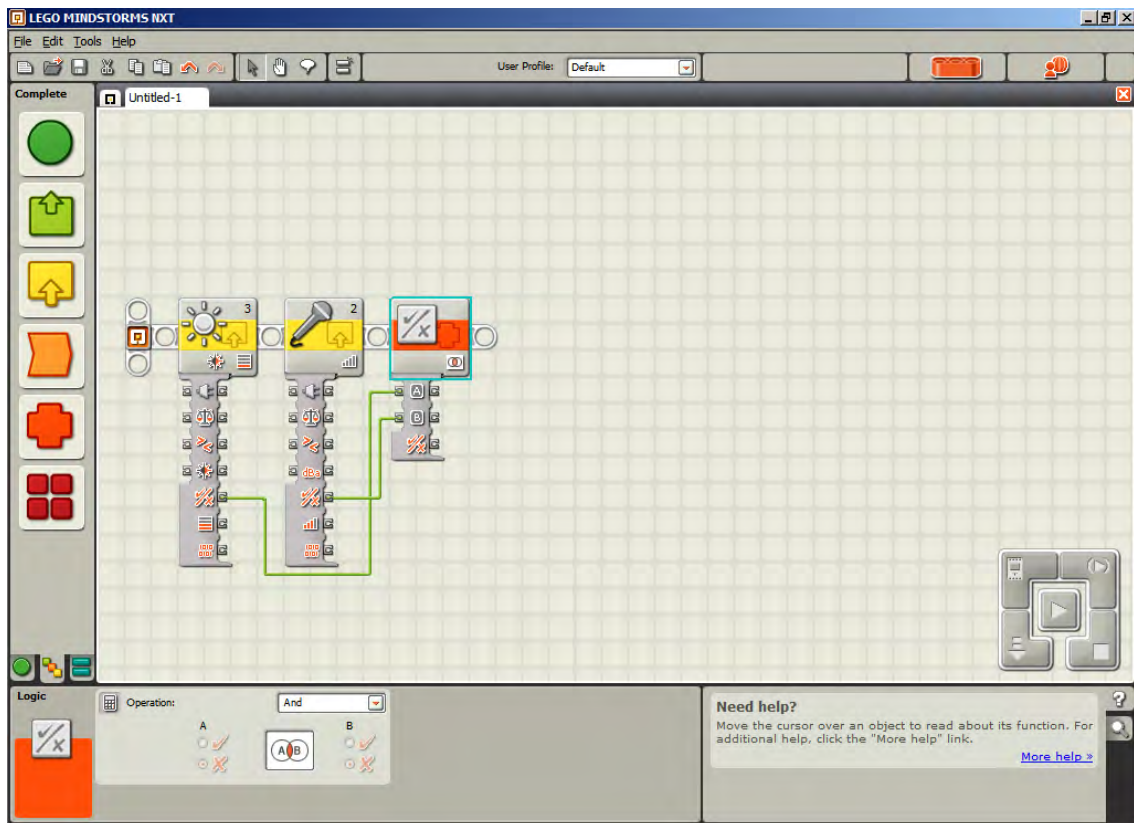 LEGO MINDSTORMS NXT
File Edit Tools Help
User Profile: Default
Complete
Untitled-1
3
2
A
B
dBa
Logic
Operation: And
A B
A B
Need help?
Move the cursor over an object to read about its function. For
additional help, click the "More help" link.
More help »